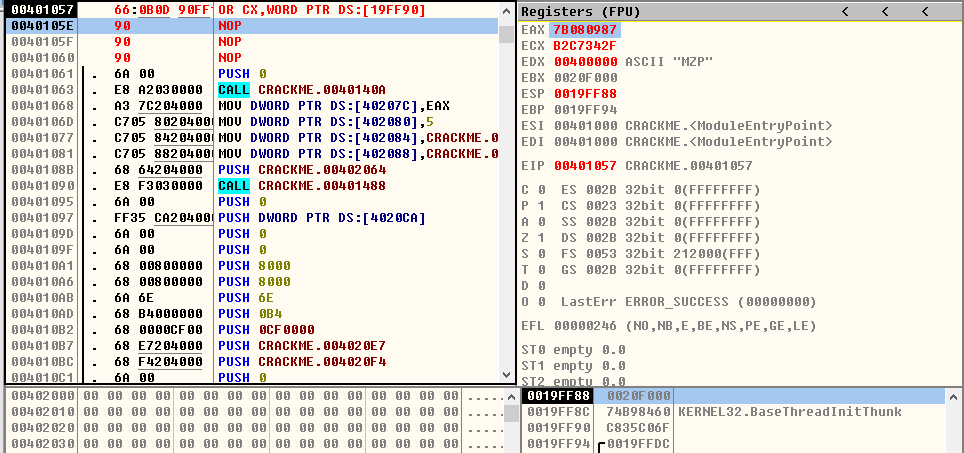 00401057 66:0B0D 90FF OR CX,WORD PTR DS:[19FF90]
0040105E 90 NOP
0040105F 90 NOP
00401060 90 NOP
00401061 . 6A 00 PUSH 0
00401063 . E8 A2030000 CALL CRACKME.0040140A
00401068 . A3 7C204000 MOV DWORD PTR DS:[40207C],EAX
0040106D . C705 80204000 MOV DWORD PTR DS:[402080],5
00401077 . C705 84204000 MOV DWORD PTR DS:[402084],CRACKME.0
00401081 . C705 88204000 MOV DWORD PTR DS:[402088],CRACKME.0
0040108B . 68 64204000 PUSH CRACKME.00402064
00401090 . E8 F3030000 CALL CRACKME.00401488
00401095 . 6A 00 PUSH 0
00401097 . FF35 CA204000 PUSH DWORD PTR DS:[4020CA]
0040109D . 6A 00 PUSH 0
0040109F . 6A 00 PUSH 0
004010A1 . 68 00800000 PUSH 8000
004010A6 . 68 00800000 PUSH 8000
004010AB . 6A 6E PUSH 6E
004010AD . 68 B4000000 PUSH 0B4
004010B2 . 68 0000CF00 PUSH 0CF0000
004010B7 . 68 E7204000 PUSH CRACKME.004020E7
004010BC . 68 F4204000 PUSH CRACKME.004020F4
004010C1 . 6A 00 PUSH 0
Registers (FPU) < < <
EAX 7B080987
ECX B2C7342F
EDX 00400000 ASCII "MZP"
EBX 0020F000
ESP 0019FF88
EBP 0019FF94
ESI 00401000 CRACKME.<ModuleEntryPoint>
EDI 00401000 CRACKME.<ModuleEntryPoint>
EIP 00401057 CRACKME.00401057
C 0 ES 002B 32bit 0(FFFFFFFF)
P 1 CS 0023 32bit 0(FFFFFFFF)
A 0 SS 002B 32bit 0(FFFFFFFF)
Z 1 DS 002B 32bit 0(FFFFFFFF)
S 0 FS 0053 32bit 212000(FFF)
T 0 GS 002B 32bit 0(FFFFFFFF)
D 0
O 0 LastErr ERROR_SUCCESS (00000000)
EFL 00000246 (NO,NB,E,BE,NS,PE,GE,LE)
ST0 empty 0.0
ST1 empty 0.0
ST2 empty 0.0
00402000 00 00 00 00 00 00 00 00 00 00 00 00 00 00 00 00 .....
00402010 00 00 00 00 00 00 00 00 00 00 00 00 00 00 00 00 .....
00402020 00 00 00 00 00 00 00 00 00 00 00 00 00 00 00 00 .....
00402030 00 00 00 00 00 00 00 00 00 00 00 00 00 00 00 00 .....
0019FF88 0020F000
0019FF8C 74B98460 KERNEL32.BaseThreadInitThunk
0019FF90 C835C06F
0019FF94 0019FFDC